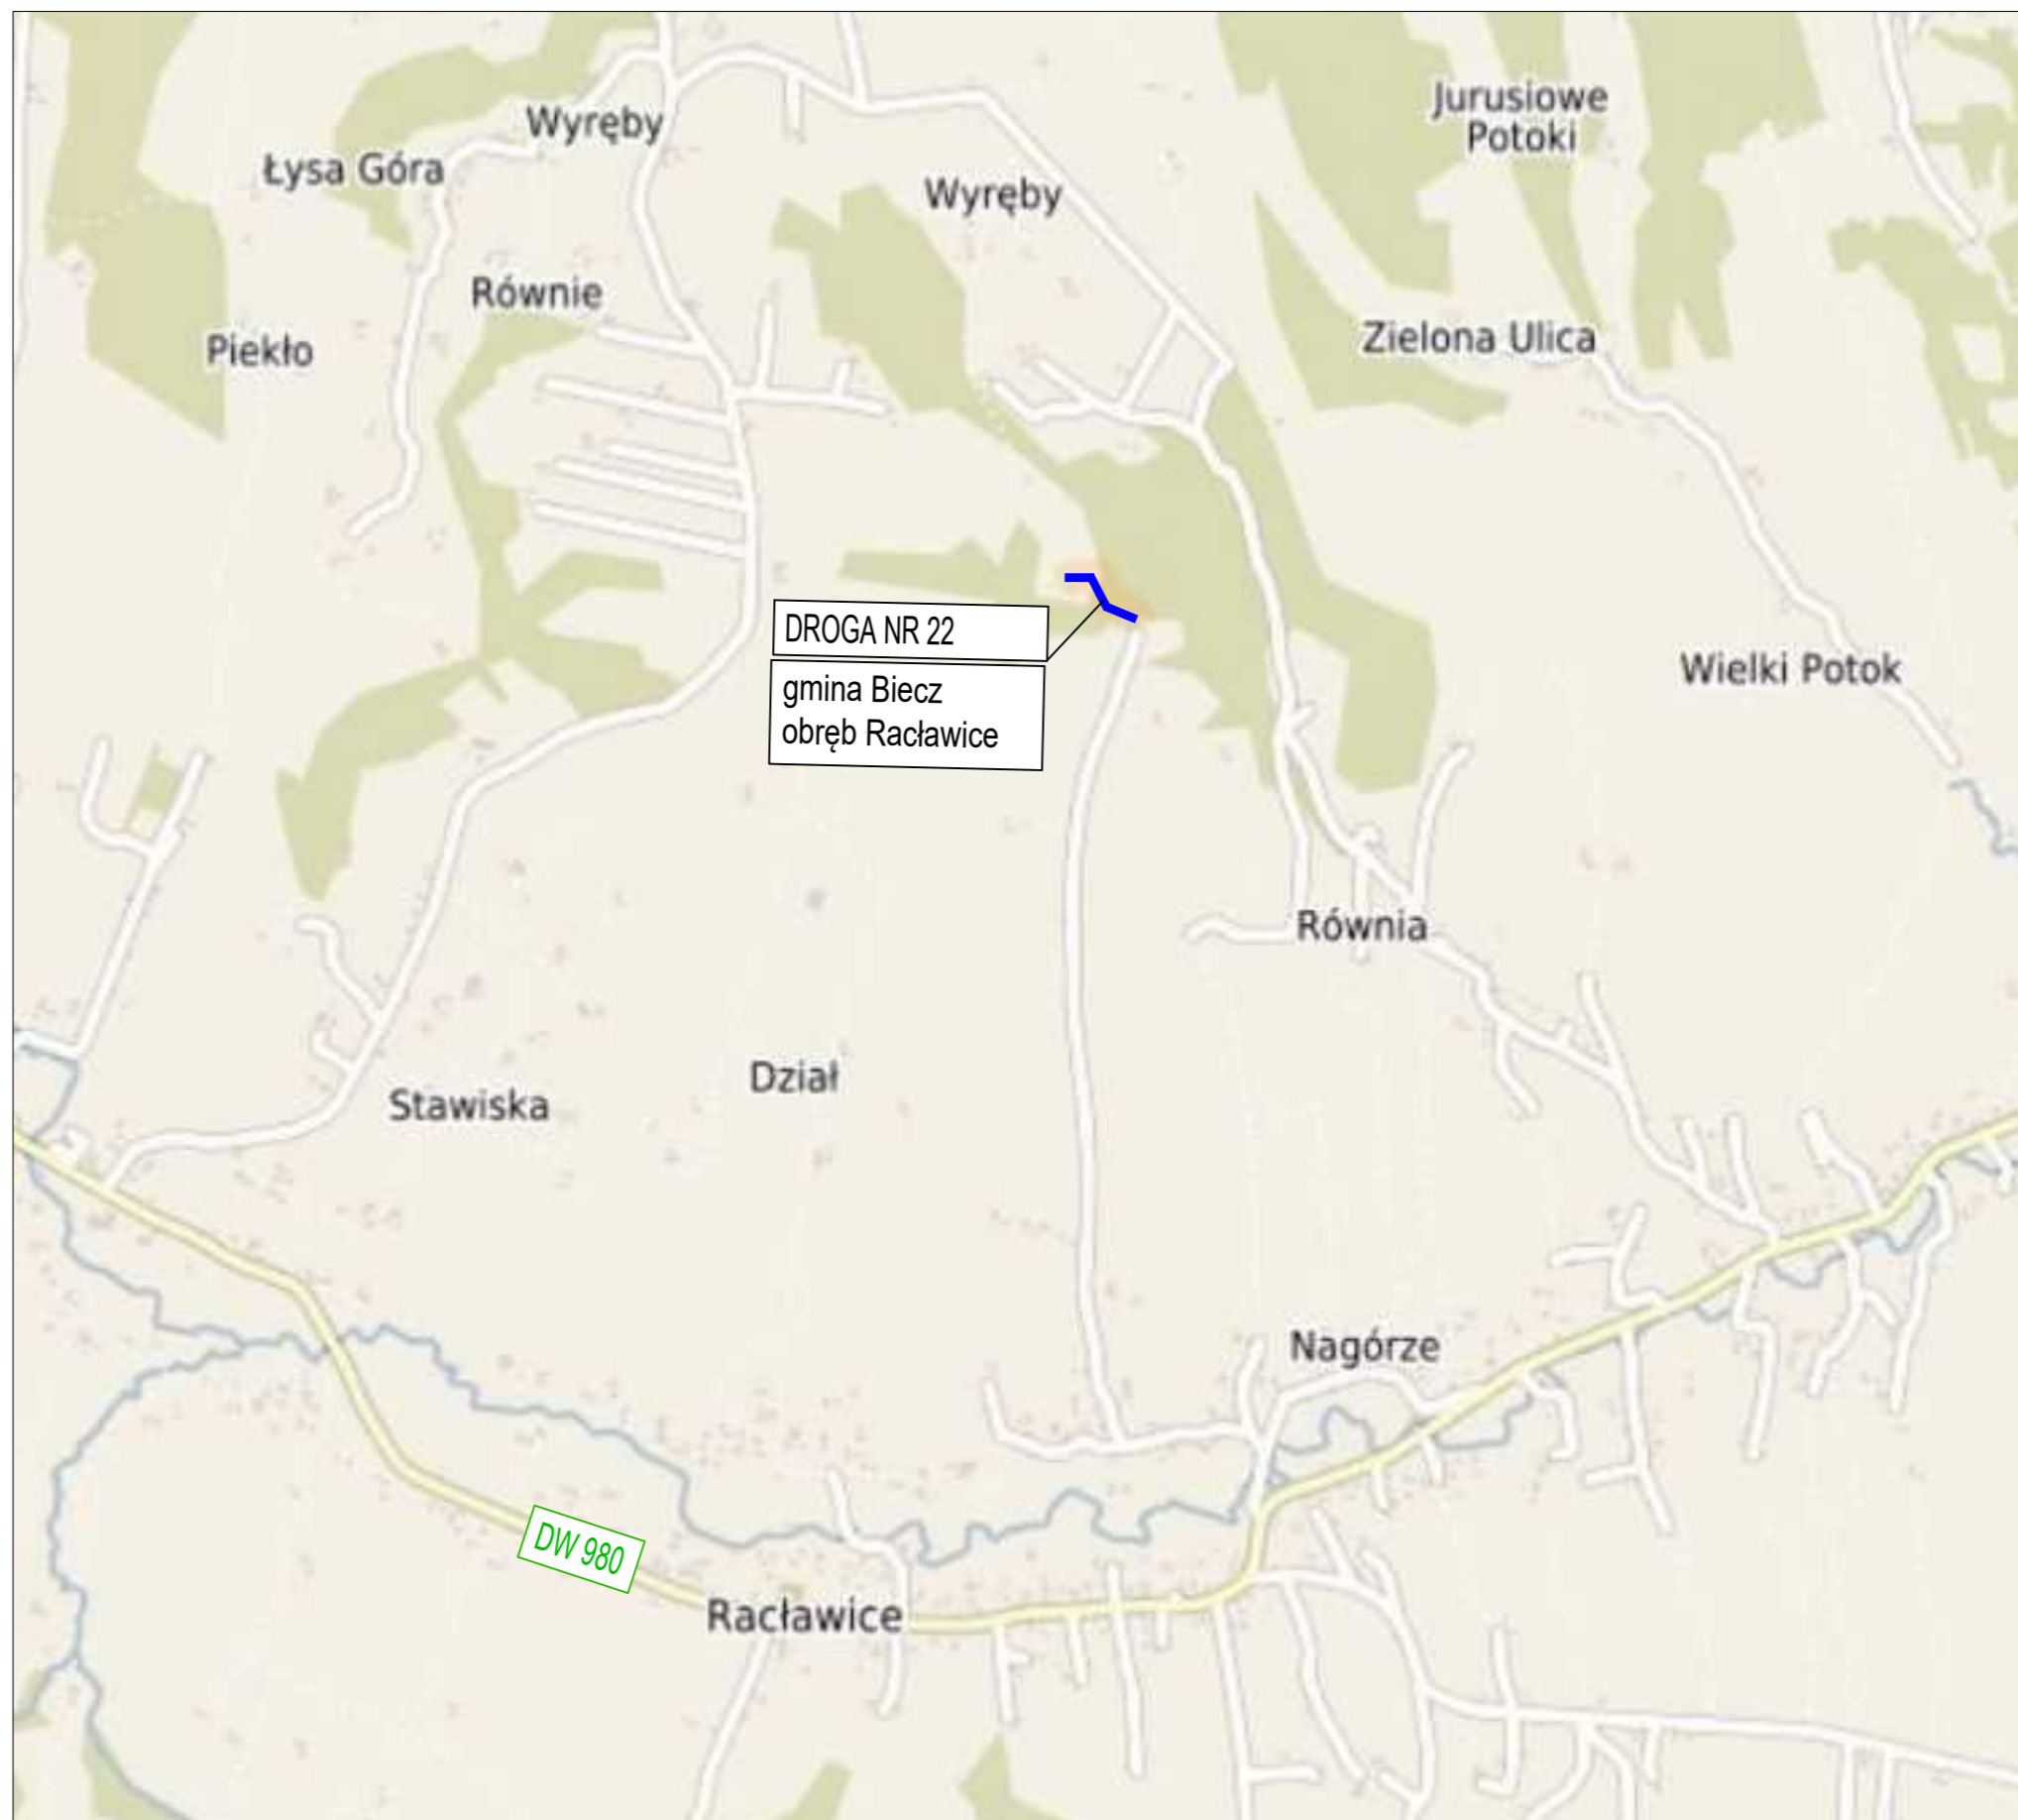 Jurusiowe
Potoki
Wyręby
Łysa Góra
Wyręby
Równie
Piekło
Zielona Ulica
DROGA NR 22
gmina Biecz
obręb Racławice
Wielki Potok
Równia
Dział
Stawiska
Nagórze
DW 980
Racławice